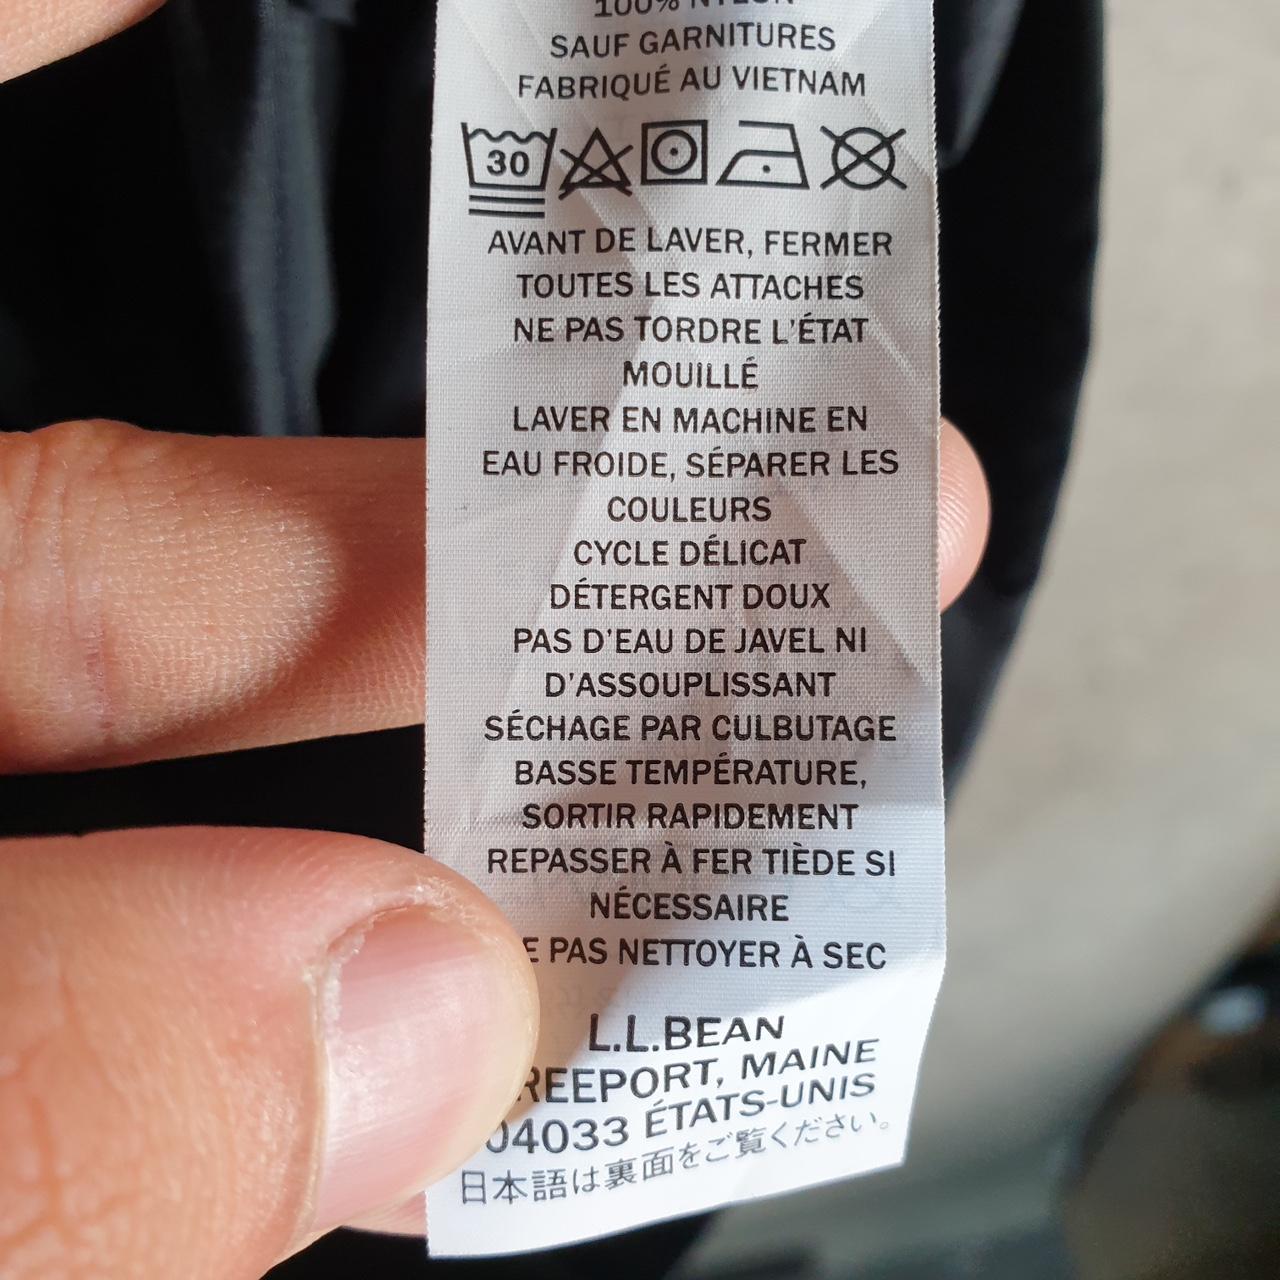 100% NYLON
SAUF GARNITURES
FABRIQUÉ AU VIETNAM
30
AVANT DE LAVER, FERMER
TOUTES LES ATTACHES
NE PAS TORDRE L'ÉTAT
MOUILLÉ
LAVER EN MACHINE EN
EAU FROIDE, SÉPARER LES
COULEURS
CYCLE DÉLICAT
DÉTERGENT DOUX
PAS D'EAU DE JAVEL NI
D'ASSOUPLISSANT
SÉCHAGE PAR CULBUTAGE
BASSE TEMPÉRATURE,
SORTIR RAPIDEMENT
REPASSER À FER TIÈDE SI
NÉCESSAIRE
E PAS NETTOYER À SEC
L.L.BEAN
REEPORT, MAINE
04033 ÉTATS-UNIS
日本語は裏面をご覧ください。